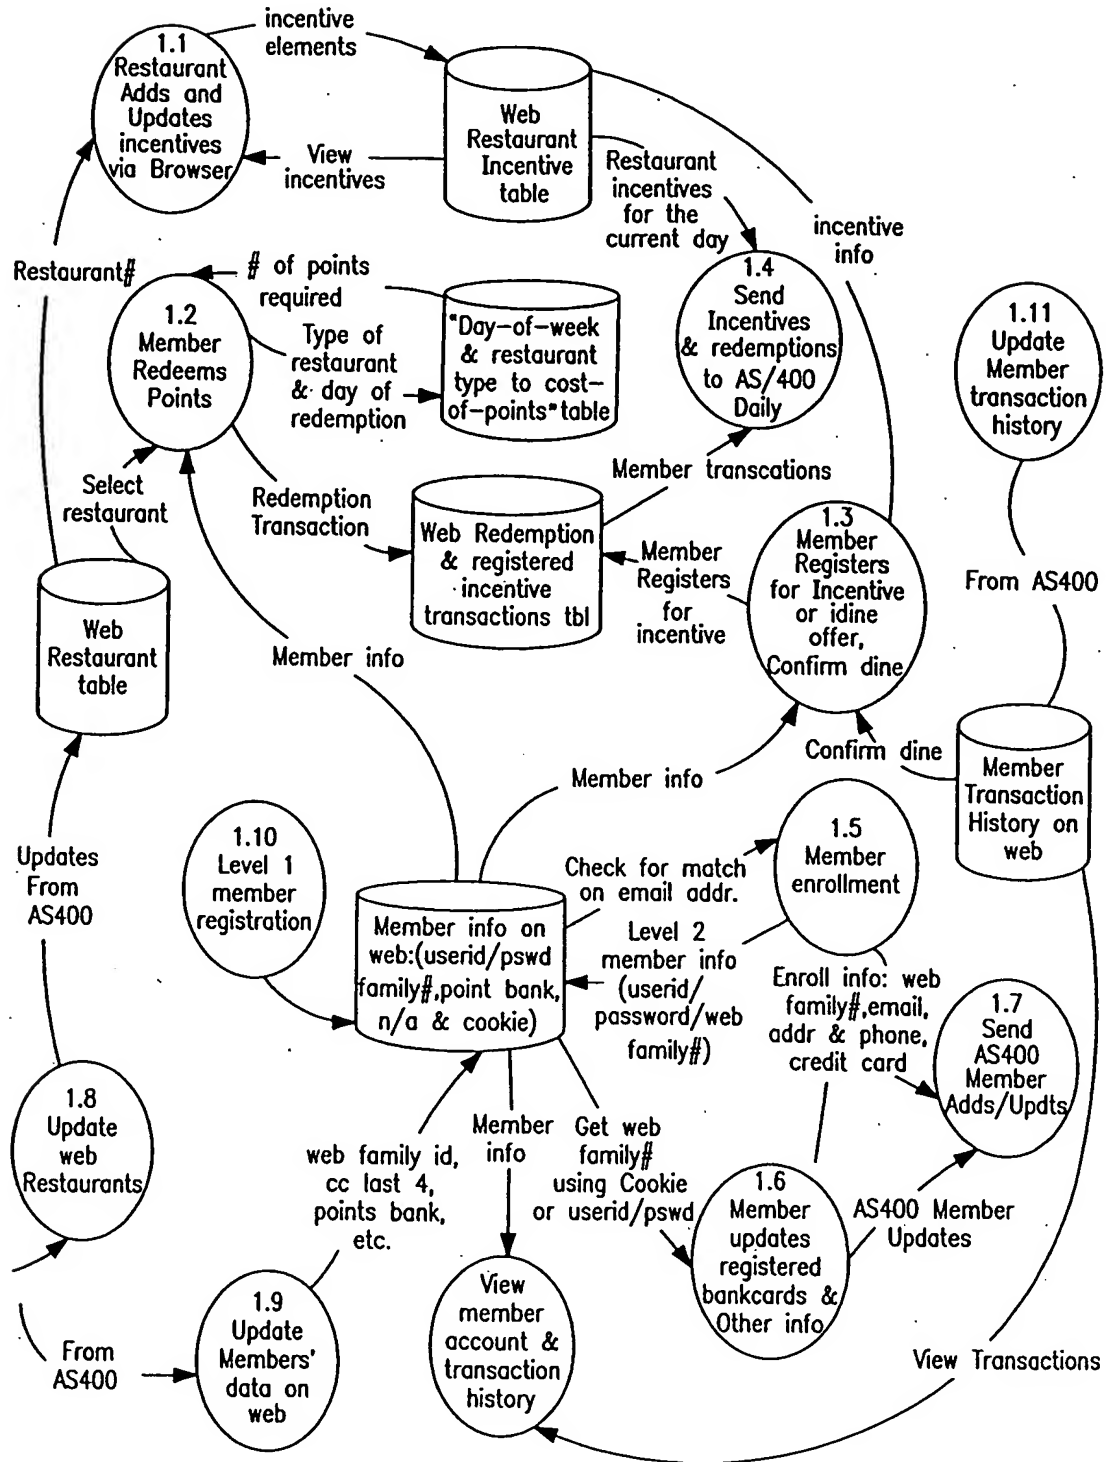 incentive
elements
1.1
Restaurant
Adds and
Updates
incentives
via Browser
View
incentives
Web
Restaurant
Incentive
table
Restaurant
incentives
for the
current day
incentive
info
Restaurant#
# of points
required
1.2
Member
Redeems
Points
Type of
restaurant
& day of
redemption
"Day-of-week
& restaurant
type to cost-
of-points" table
1.4
Send
Incentives
& redemptions
to AS/400
Daily
1.11
Update
Member
transaction
history
Select
restaurant
Redemption
Transaction
Member transcations
Web Redemption
& registered
incentive
transactions tbl
Member
Registers
for
incentive
1.3
Member
Registers
for Incentive
or idine
offer,
Confirm dine
From AS400
Web
Restaurant
table
Member info
Confirm dine
Member
Transaction
History on
web
Member info
Updates
From
AS400
1.10
Level 1
member
registration
Check for match
on email addr.
1.5
Member
enrollment
Member info on
web:(userid/pswd
family#,point bank,
n/a & cookie)
Level 2
member info
(userid/
password/web
family#)
Enroll info: web
family#,email,
addr & phone,
credit card
1.7
Send
AS400
Member
Adds/Updts
1.8
Update
web
Restaurants
web family id,
cc last 4,
points bank,
etc.
Member
info
Get web
family#
using Cookie
or userid/pswd
1.6
Member
updates
registered
bankcards &
Other info
AS400 Member
Updates
From
AS400
1.9
Update
Members'
data on
web
View
member
account &
transaction
history
View Transactions